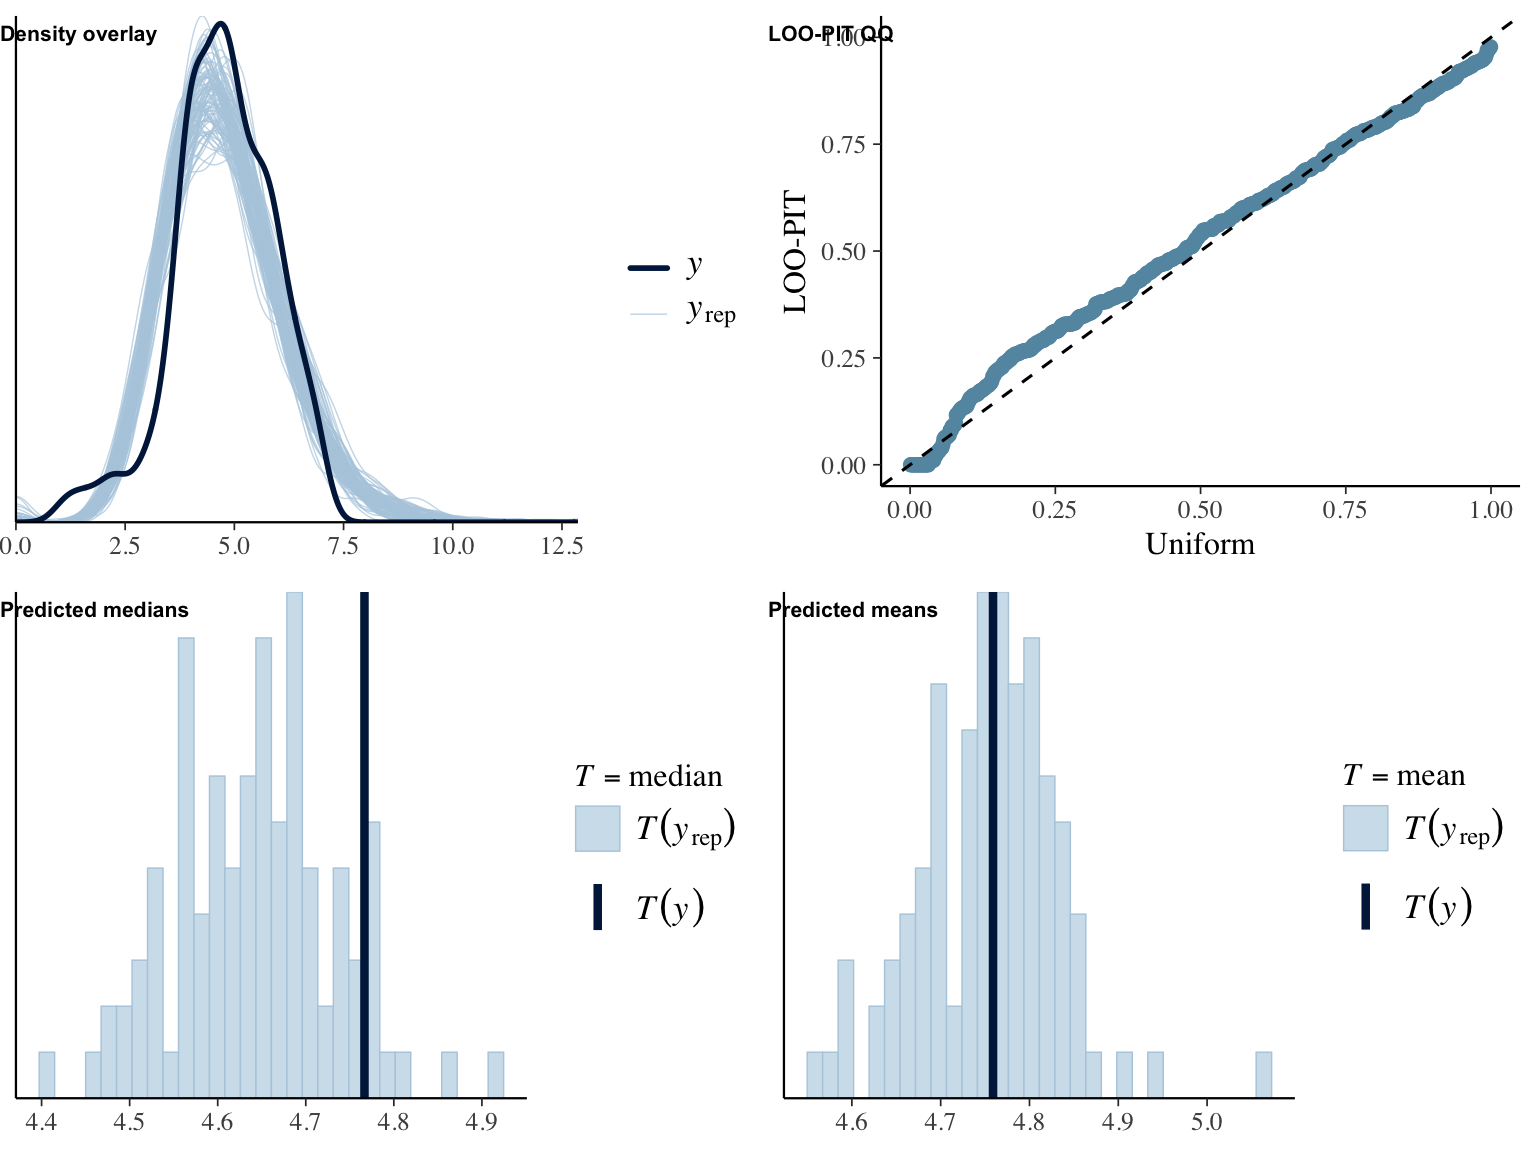 Density overlay
y
yrep
0.0 2.5 5.0 7.5 10.0 12.5
LOO-PIT QQ
1.00
0.75
0.50
0.25
0.00
LOO-PIT
0.00 0.25 0.50 0.75 1.00
Uniform
Predicted medians
T = median
T(yrep)
T(y)
4.4 4.5 4.6 4.7 4.8 4.9
Predicted means
T = mean
T(yrep)
T(y)
4.6 4.7 4.8 4.9 5.0